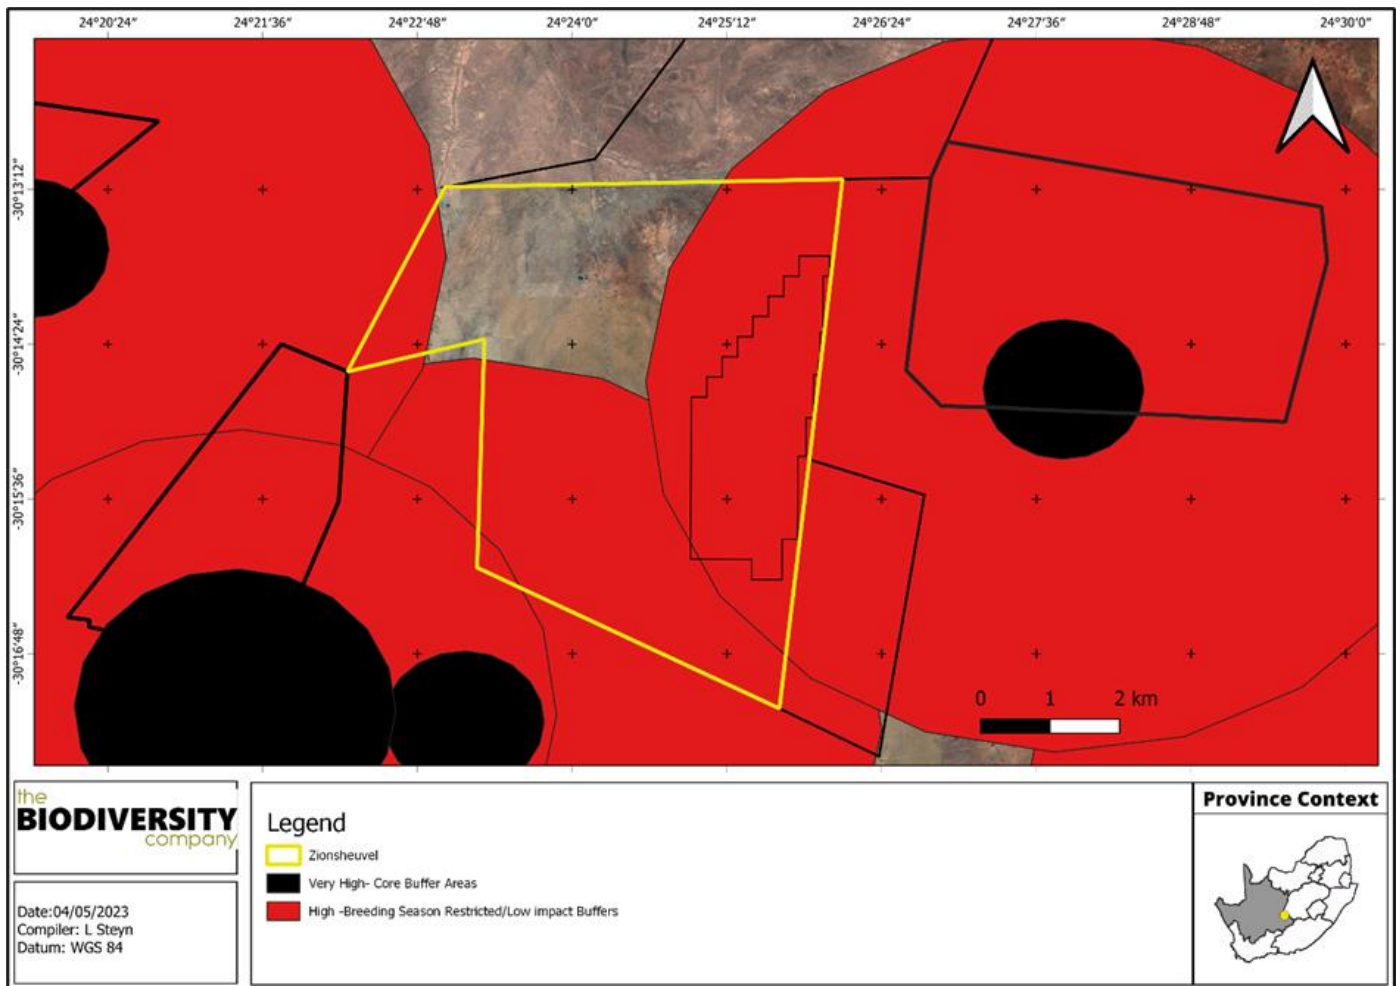 24°20'24" 24°21'36" 24°22'48" 24°24'0" 24°25'12" 24°26'24" 24°27'36" 24°28'48" 24°30'0"
-30°13'12"
-30°14'24"
-30°15'36"
-30°16'48"
0 1 2 km
the
BIODIVERSITY
company
Date:04/05/2023
Compiler: L Steyn
Datum: WGS 84
Legend
Zionsheuvel
Very High- Core Buffer Areas
High -Breeding Season Restricted/Low impact Buffers
Province Context